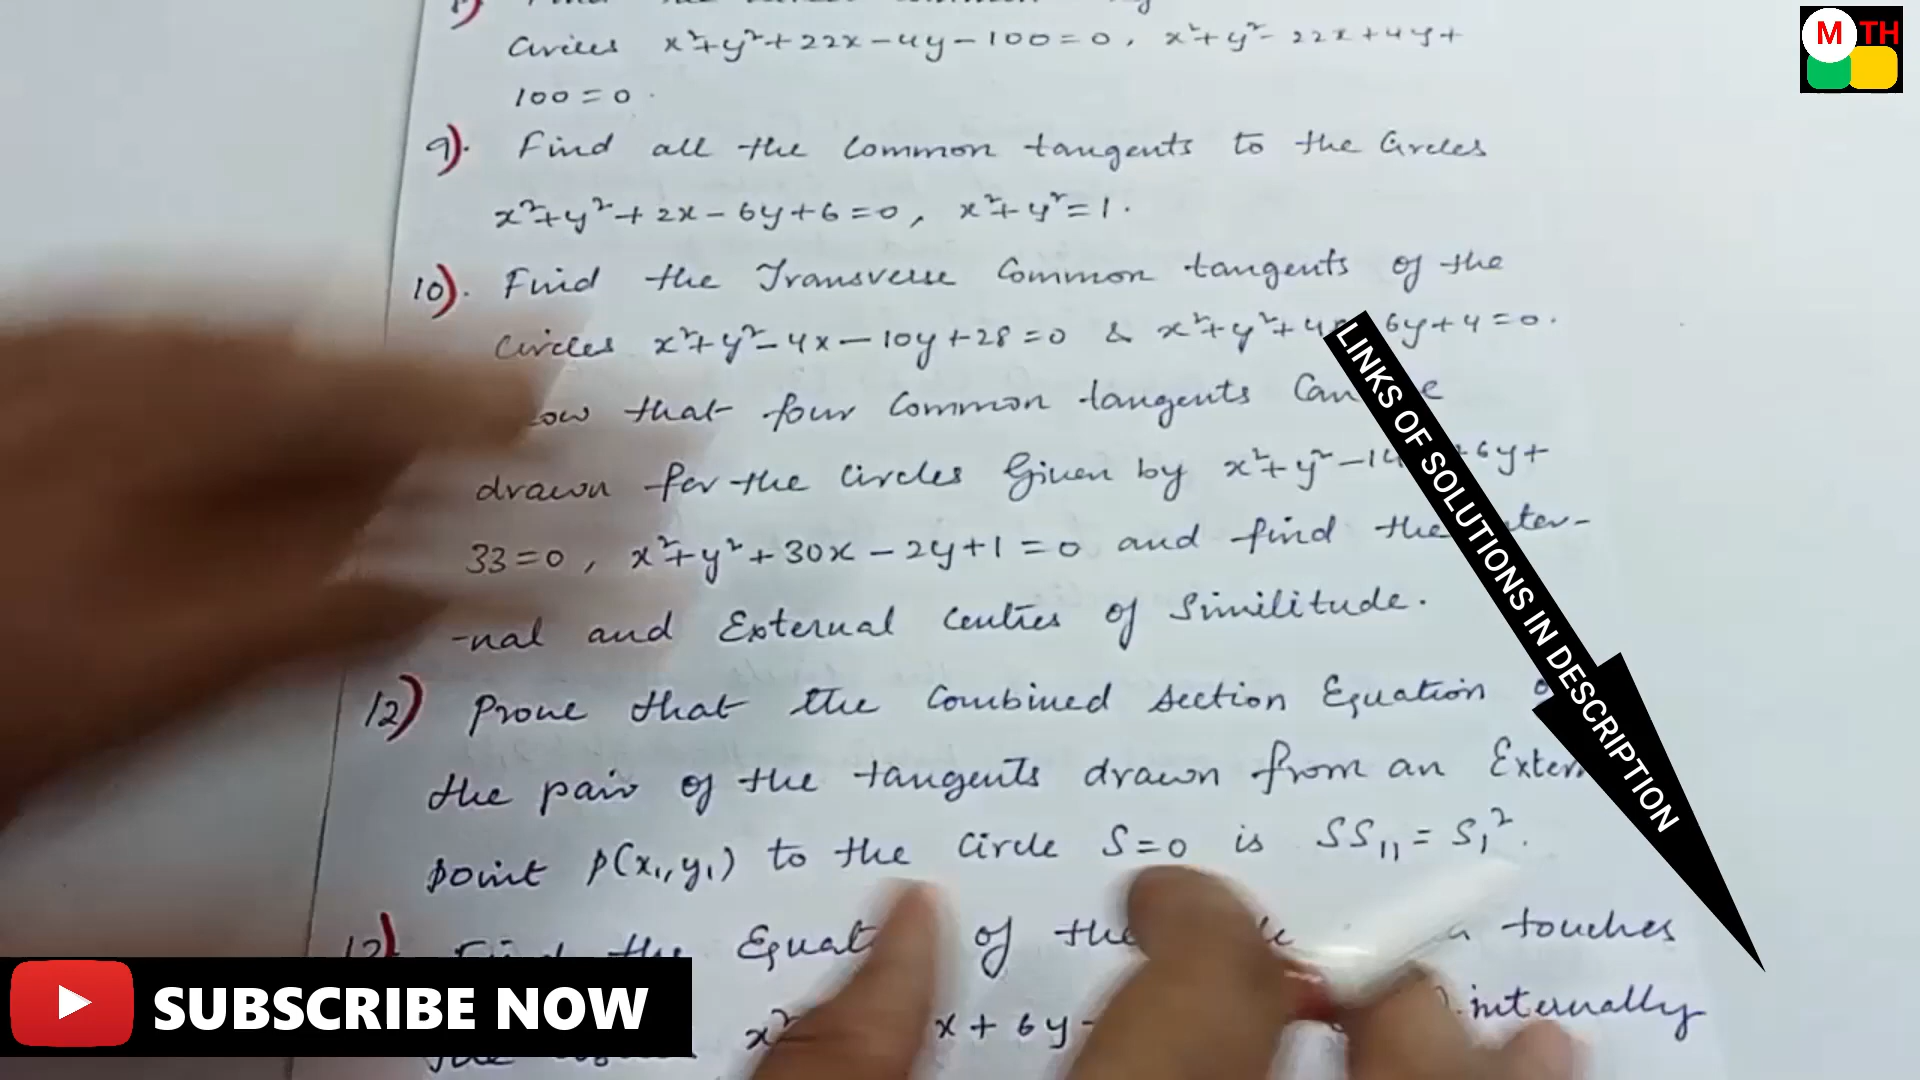 8)
Circles x²+y²+22x-4y-100=0, x²+y²-22x+4y+
100=0.
9). Find all the Common tangents to the Circles
x²+y²+2x-6y+6=0, x²+y²=1.
10). Find the Transverse Common tangents of the
Circles x²+y²-4x-10y+28=0 & x²+y²+4 6y+4=0.
that four Common tangents Can
drawn for the Circles Given by x²+y²-14 6y+
33=0, x²+y²+30x-2y+1=0 and find the
-nal and External Centres of Similitude.
12) Prove that the Combined section Equation
the pair of the tangents drawn from an
point P(x₁,y₁) to the Circle S=0 is SS₁₁=S₁².
the of the touches
x² x+6y- internally
M TH
LINKS OF SOLUTIONS IN DESCRIPTION
SUBSCRIBE NOW